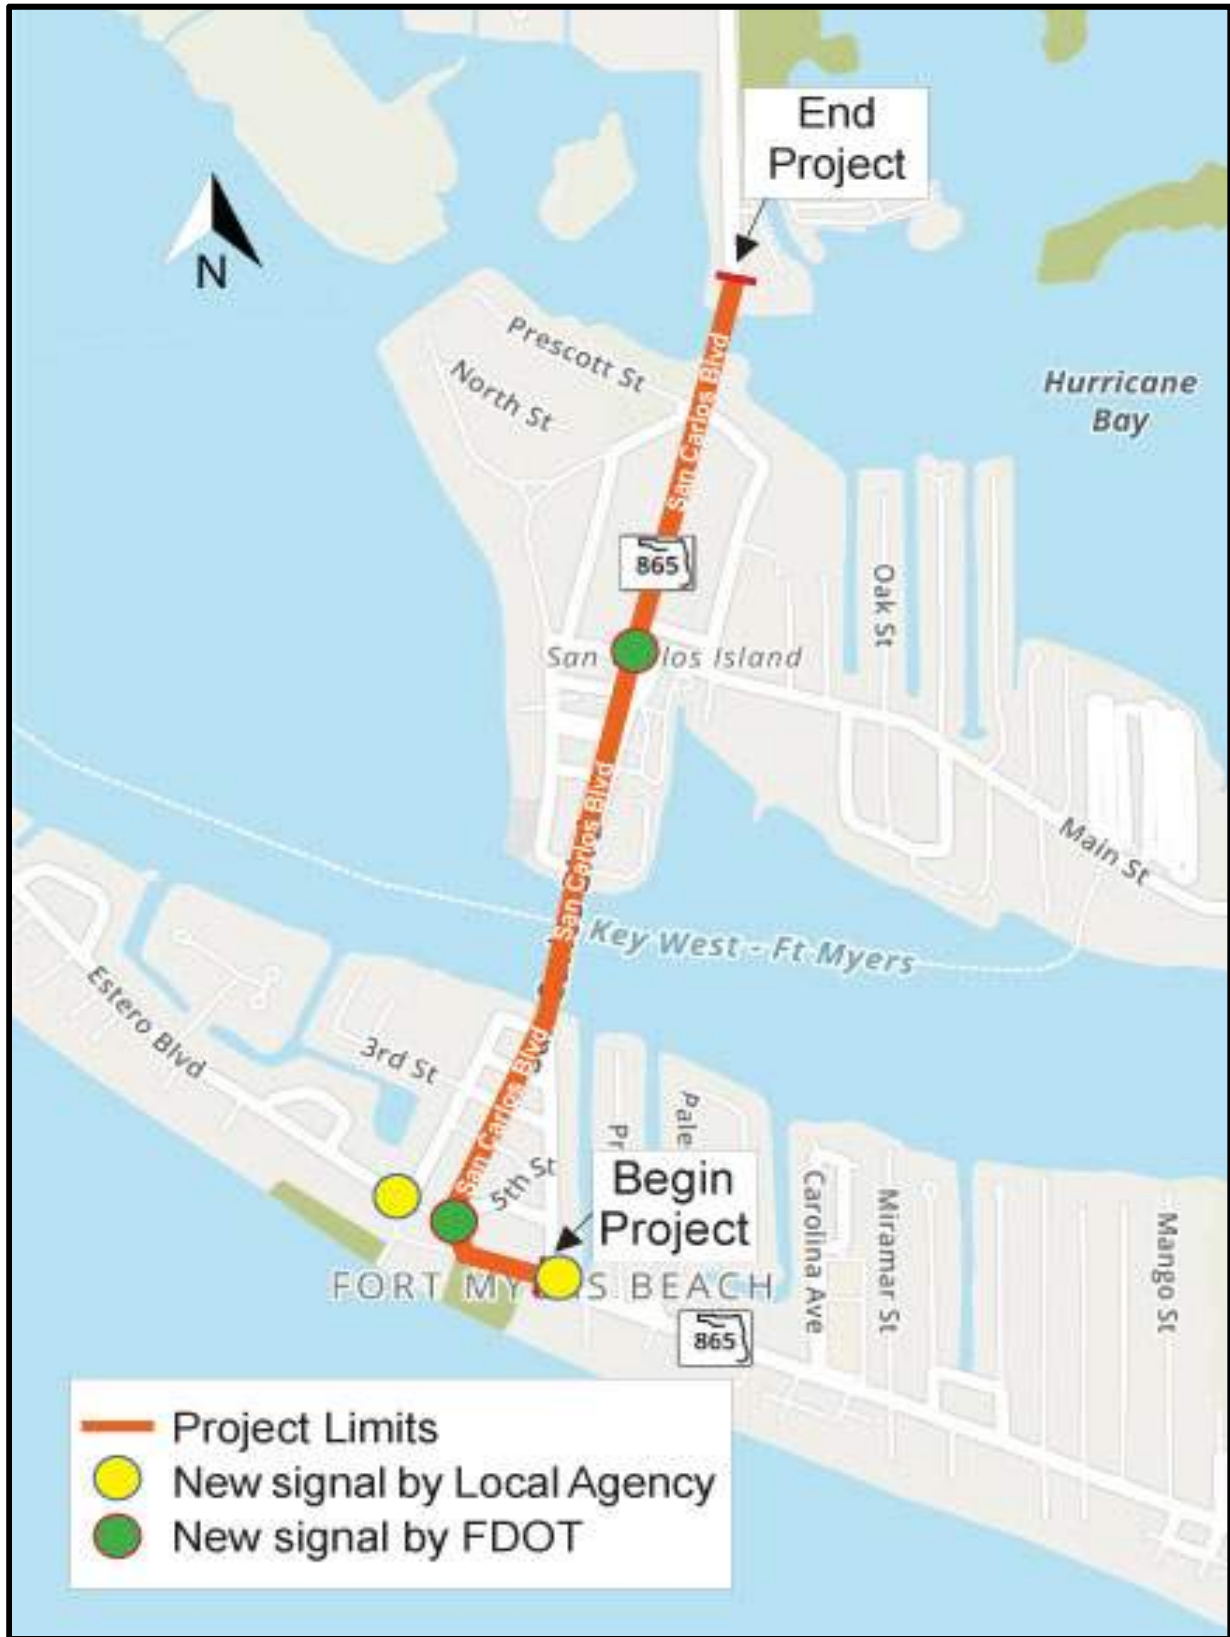 End
Project
N
Prescott St
North St
San Carlos Blvd
Hurricane
Bay
865
Oak St
San los Island
San Carlos Blvd
Main St
Key West - Ft Myers
Estero Blvd
3rd St
San Carlos Blvd
5th St
Pale
Pr
Begin
Project
Carolina Ave
Miramar St
Mango St
FORT MY S BEACH
865
Project Limits
New signal by Local Agency
New signal by FDOT